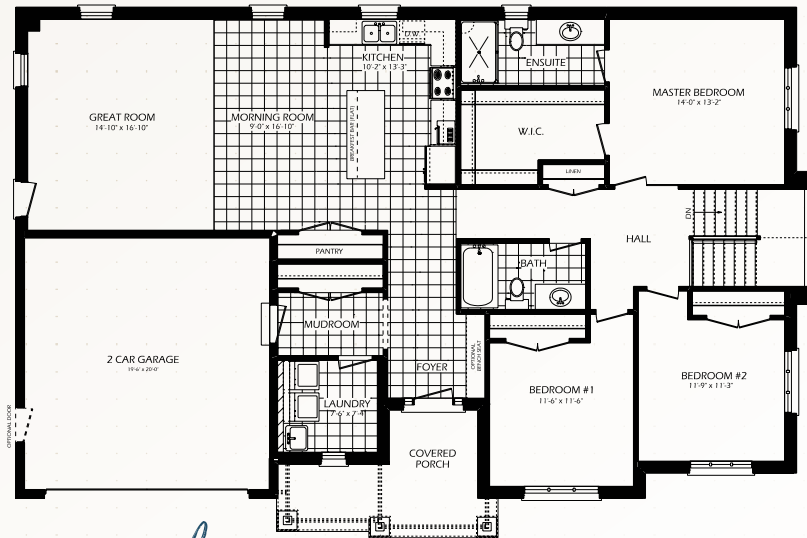 D.W.
KITCHEN
10'-2" x 13'-3"
ENSUITE
MASTER BEDROOM
14'-0" x 13'-2"
GREAT ROOM
14'-10" x 16'-10"
MORNING ROOM
9'-0" x 16'-10"
BREAKFAST BAR (FLAT)
W.I.C.
LINEN
DN
HALL
PANTRY
BATH
MUDROOM
2 CAR GARAGE
19'-6" x 20'-0"
FOYER
OPTIONAL
BENCH SEAT
BEDROOM #1
11'-6" x 11'-6"
BEDROOM #2
11'-9" x 11'-3"
LAUNDRY
7'-6" x 7'-4"
OPTIONAL DOOR
COVERED
PORCH